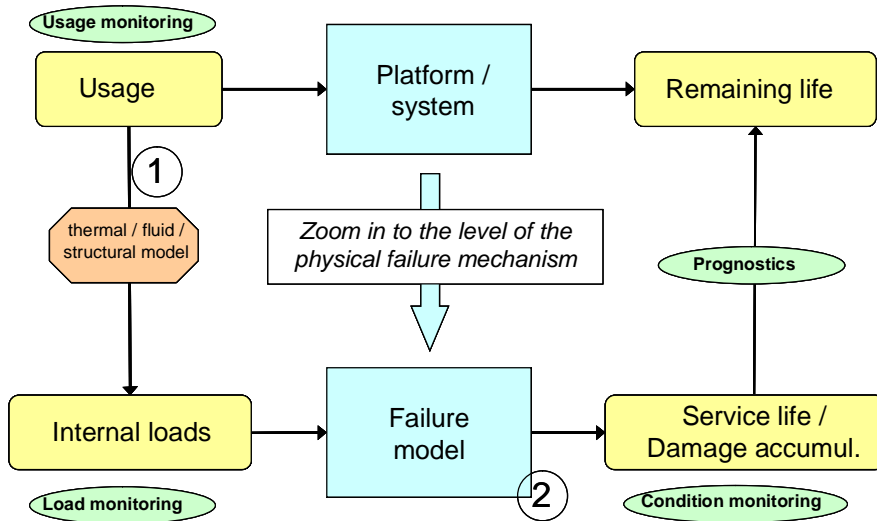 Usage monitoring
Usage
Platform /
system
Remaining life
1
thermal / fluid /
structural model
Zoom in to the level of the
physical failure mechanism
Prognostics
Internal loads
Failure
model
Service life /
Damage accumul.
2
Load monitoring
Condition monitoring